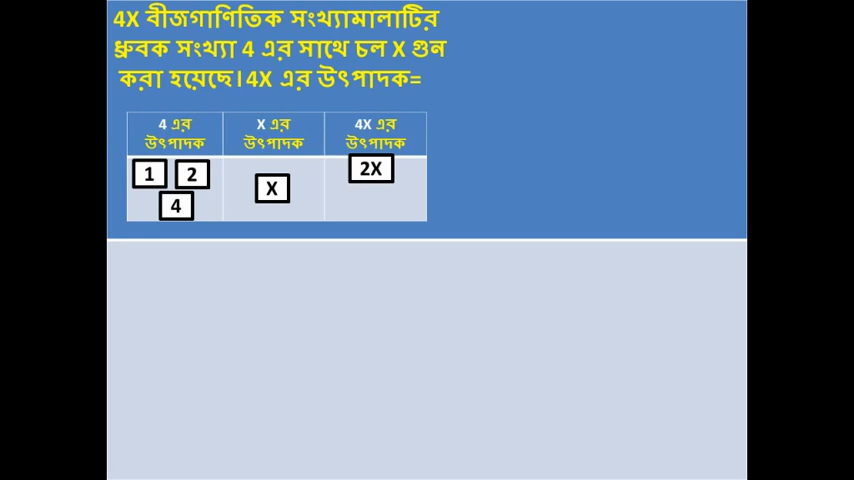 4X বীজগাণিতিক সংখ্যামালাটির
ধ্রুবক সংখ্যা 4 এর সাথে চল X গুন
করা হয়েছে।4X এর উৎপাদক=
4 এর উৎপাদক
X এর উৎপাদক
4X এর উৎপাদক
1 2
4
X
2X